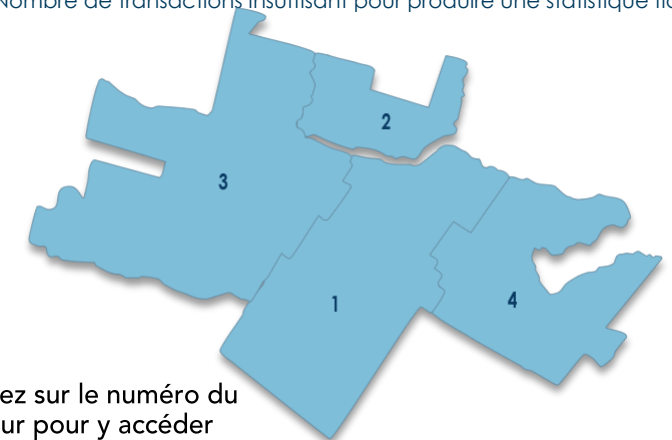 Nombre de transactions insuffisant pour produire une statistique
2
3
1
4
ez sur le numéro du
ur pour y accéder